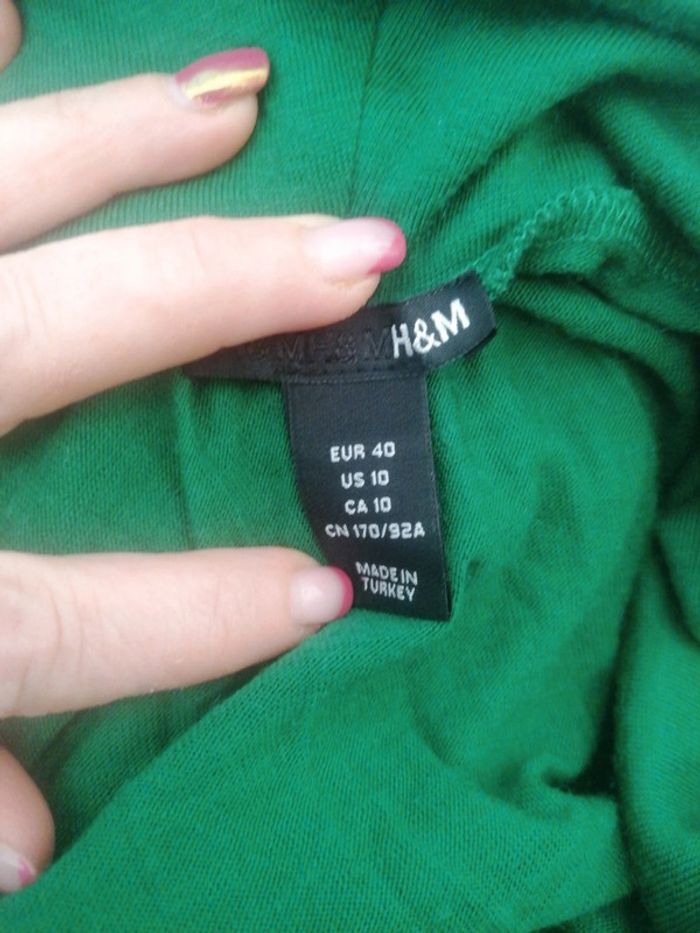 H&M
EUR 40
US 10
CA 10
CN 170/92A
MADE IN
TURKEY